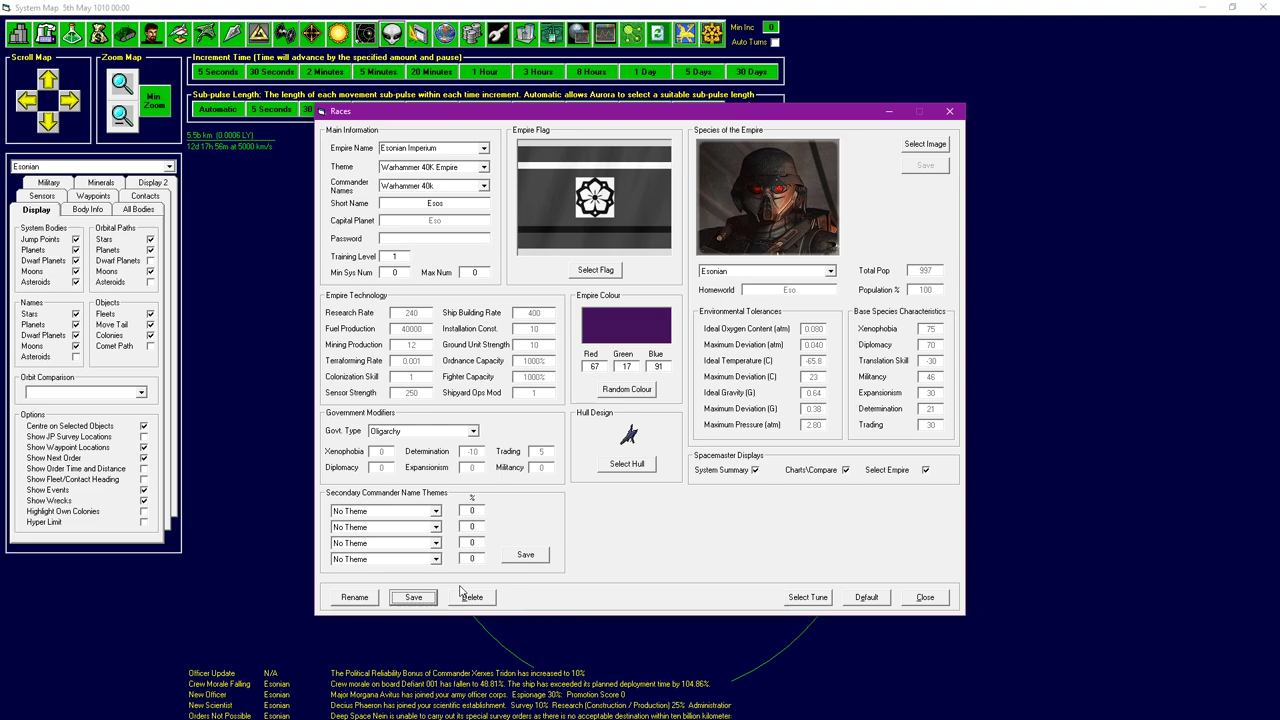 System Map   5th May 1010 00:00
Min Inc 0
Auto Turns
Scroll Map
Zoom Map
Min Zoom
Increment Time (Time will advance by the specified amount and pause)
5 Seconds 30 Seconds 2 Minutes 5 Minutes 20 Minutes 1 Hour 3 Hours 8 Hours 1 Day 5 Days 30 Days
Sub-pulse Length: The length of each movement sub-pulse within each time increment. Automatic allows Aurora to select a suitable sub-pulse length
Automatic 5 Seconds 30
5.5b km (0.0006 LY)
12d 17h 56m at 5000 km/s
Esonian
Military Minerals Display 2
Sensors Waypoints Contacts
Display Body Info All Bodies
System Bodies
Jump Points
Planets
Dwarf Planets
Moons
Asteroids
Orbital Paths
Stars
Planets
Dwarf Planets
Moons
Asteroids
Names
Stars
Planets
Dwarf Planets
Moons
Asteroids
Objects
Fleets
Move Tail
Colonies
Comet Path
Orbit Comparison
Options
Centre on Selected Objects
Show JP Survey Locations
Show Waypoint Locations
Show Next Order
Show Order Time and Distance
Show Fleet/Contact Heading
Show Events
Show Wrecks
Highlight Own Colonies
Hyper Limit
Races
Main Information
Empire Name Esonian Imperium
Theme Warhammer 40K Empire
Commander Names Warhammer 40k
Short Name Esos
Capital Planet Eso
Password
Training Level 1
Min Sys Num 0 Max Num 0
Empire Flag
Select Flag
Species of the Empire
Select Image
Save
Esonian
Total Pop 997
Homeworld Eso
Population % 100
Empire Technology
Research Rate 240 Ship Building Rate 400
Fuel Production 40000 Installation Const. 10
Mining Production 12 Ground Unit Strength 10
Terraforming Rate 0.001 Ordnance Capacity 1000%
Colonization Skill 1 Fighter Capacity 1000%
Sensor Strength 250 Shipyard Ops Mod 1
Empire Colour
Red Green Blue
67 17 91
Random Colour
Environmental Tolerances
Ideal Oxygen Content (atm) 0.080
Maximum Deviation (atm) 0.040
Ideal Temperature (C) -65.8
Maximum Deviation (C) 23
Ideal Gravity (G) 0.64
Maximum Deviation (G) 0.38
Maximum Pressure (atm) 2.80
Base Species Characteristics
Xenophobia 75
Diplomacy 70
Translation Skill -30
Militancy 46
Expansionism 30
Determination 21
Trading 30
Government Modifiers
Govt. Type Oligarchy
Xenophobia 0 Determination -10 Trading 5
Diplomacy 0 Expansionism 0 Militancy 0
Hull Design
Select Hull
Spacemaster Displays
System Summary Charts\Compare Select Empire
Secondary Commander Name Themes
%
No Theme 0
No Theme 0
No Theme 0
No Theme 0
Save
Rename Save Delete Select Tune Default Close
Officer Update N/A The Political Reliability Bonus of Commander Xerxes Tridon has increased to 10%
Crew Morale Falling Esonian Crew morale on board Defiant 001 has fallen to 48.81%. The ship has exceeded its planned deployment time by 104.86%.
New Officer Esonian Major Morgana Avitus has joined your army officer corps. Espionage 30%: Promotion Score 0
New Scientist Esonian Decius Phaeron has joined your scientific establishment. Survey 10% Research (Construction / Production) 25% Administration
Orders Not Possible Esonian Deep Space Nein is unable to carry out its special survey orders as there is no acceptable destination within ten billion kilometers